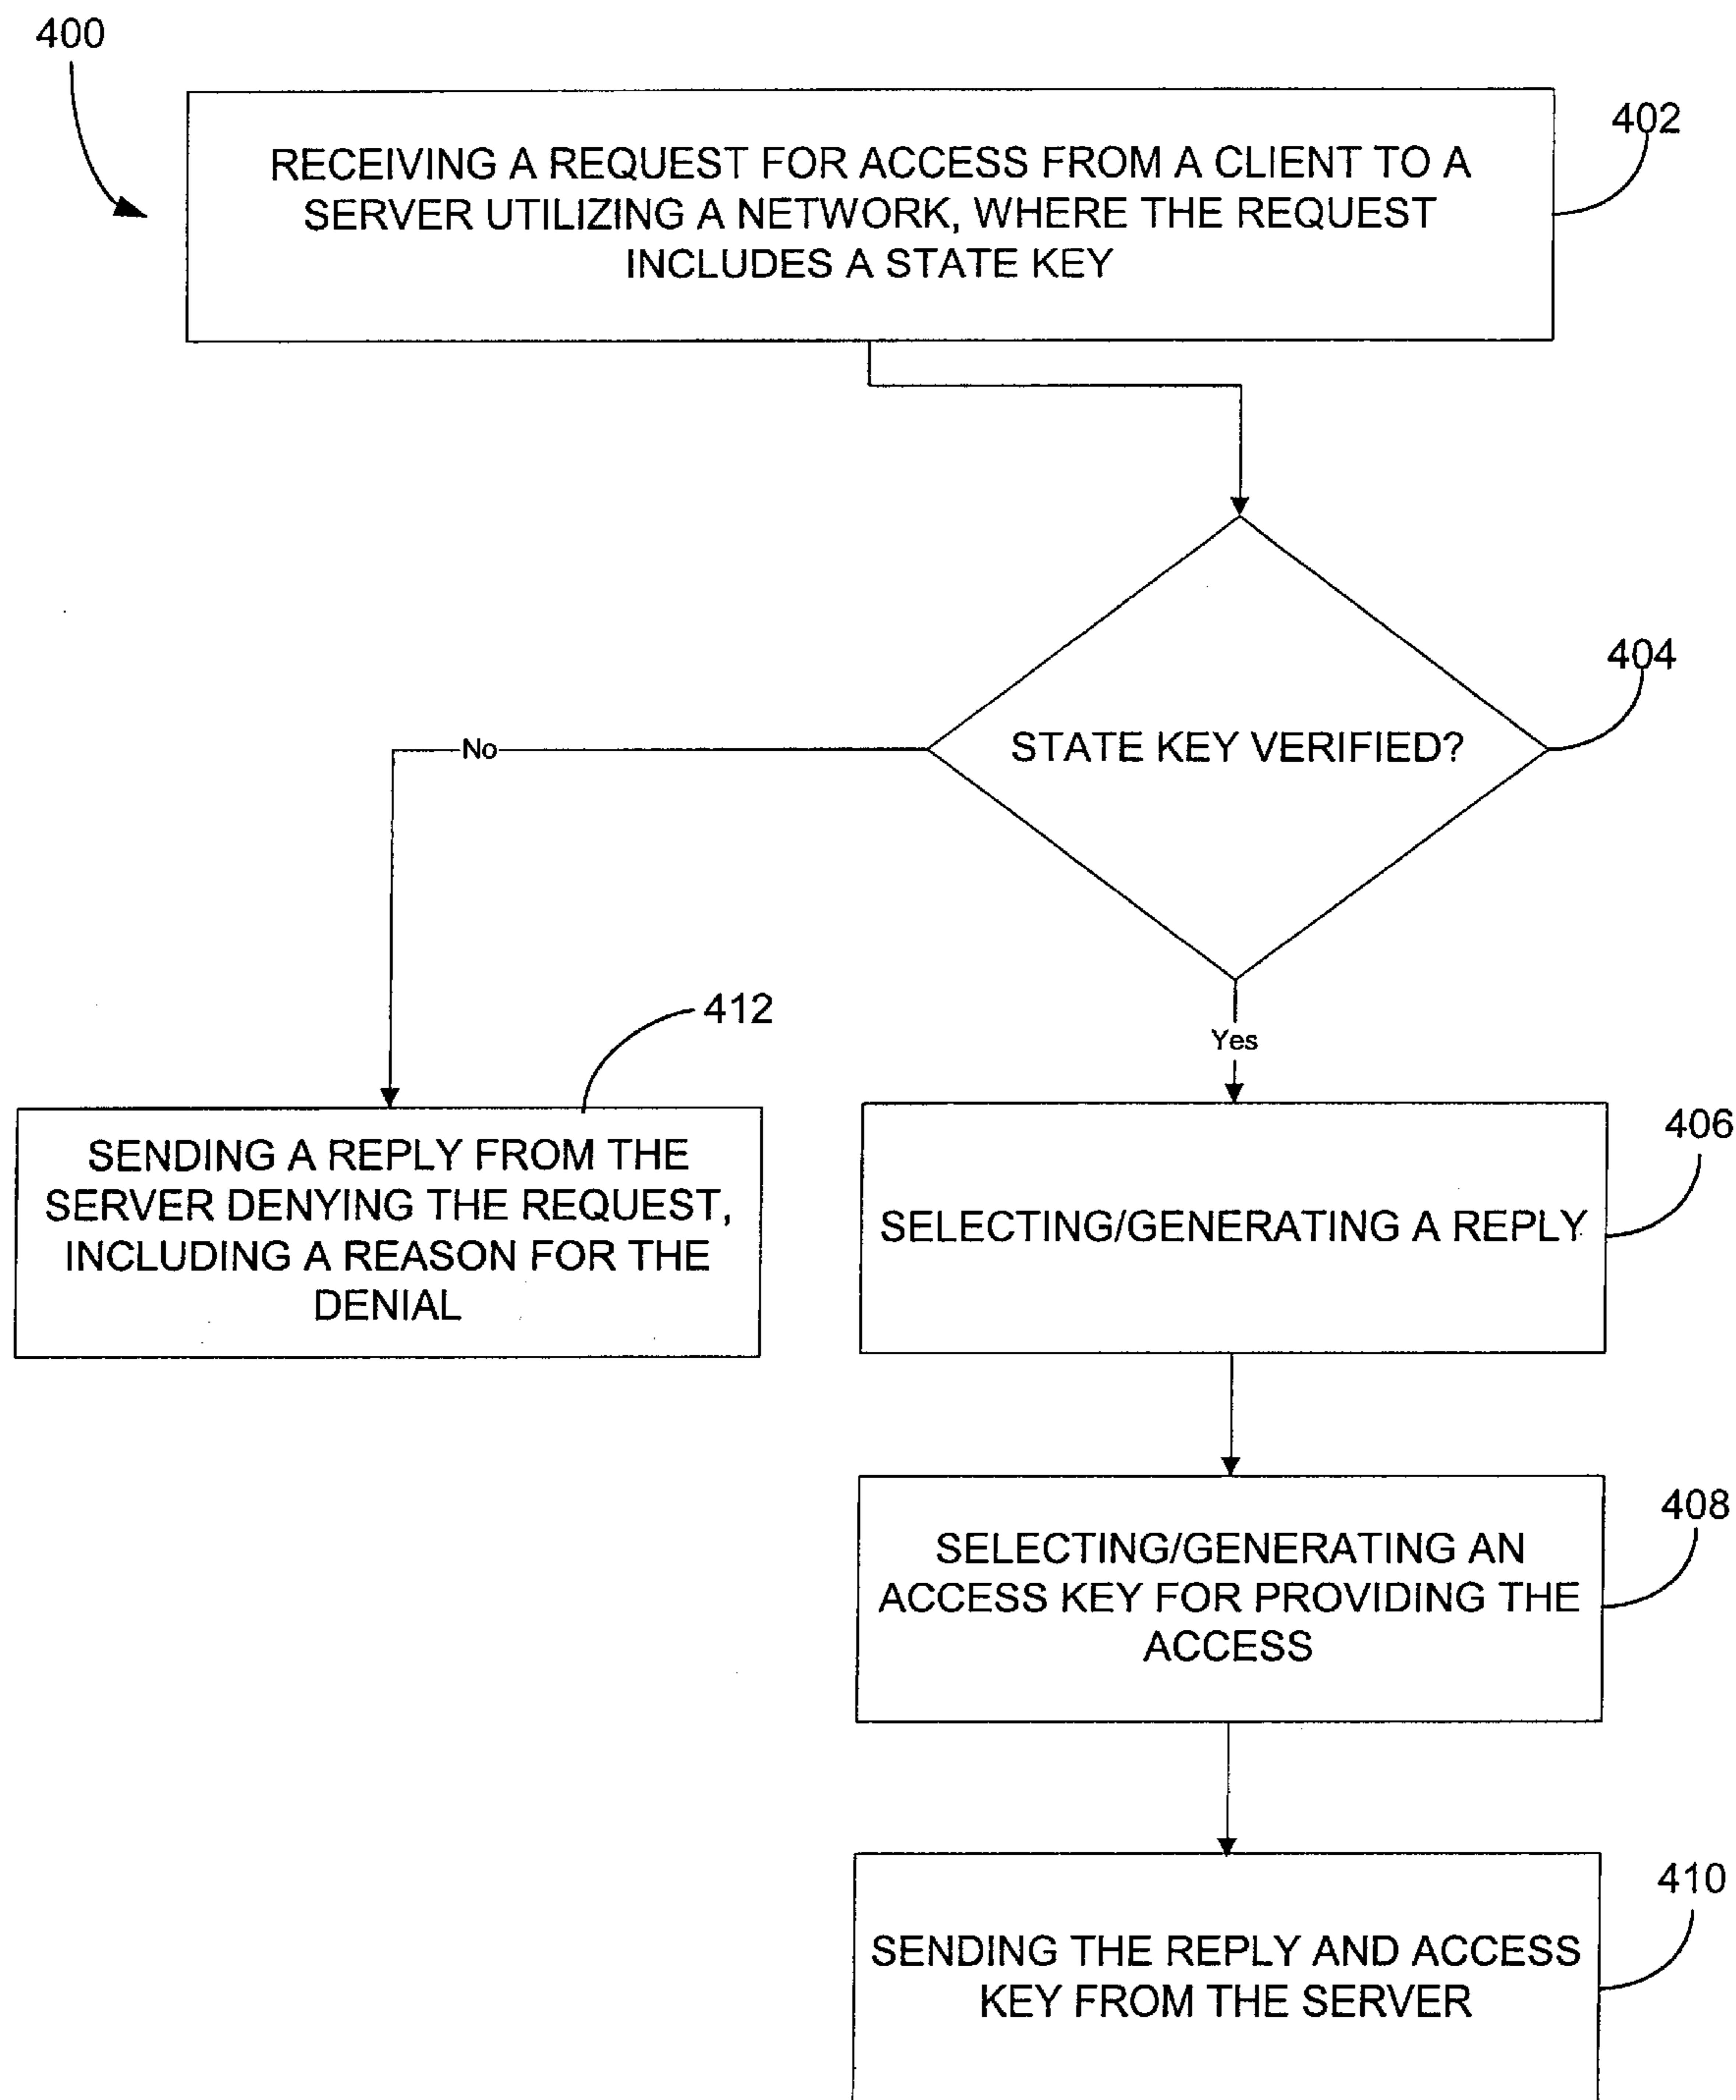 400
402
RECEIVING A REQUEST FOR ACCESS FROM A CLIENT TO A
SERVER UTILIZING A NETWORK, WHERE THE REQUEST
INCLUDES A STATE KEY
404
STATE KEY VERIFIED?
No
Yes
412
SENDING A REPLY FROM THE
SERVER DENYING THE REQUEST,
INCLUDING A REASON FOR THE
DENIAL
406
SELECTING/GENERATING A REPLY
408
SELECTING/GENERATING AN
ACCESS KEY FOR PROVIDING THE
ACCESS
410
SENDING THE REPLY AND ACCESS
KEY FROM THE SERVER